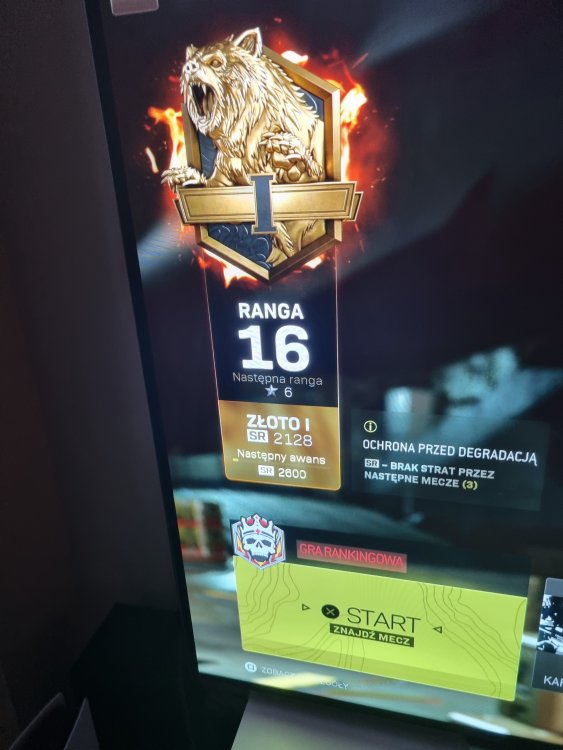 I
RANGA
16
Następna ranga
6
ZŁOTO I
SR 2128
Następny awans
SR 2600
OCHRONA PRZED DEGRADACJĄ
SR – BRAK STRAT PRZEZ
NASTĘPNE MECZE (3)
GRA RANKINGOWA
START
ZNAJDŹ MECZ